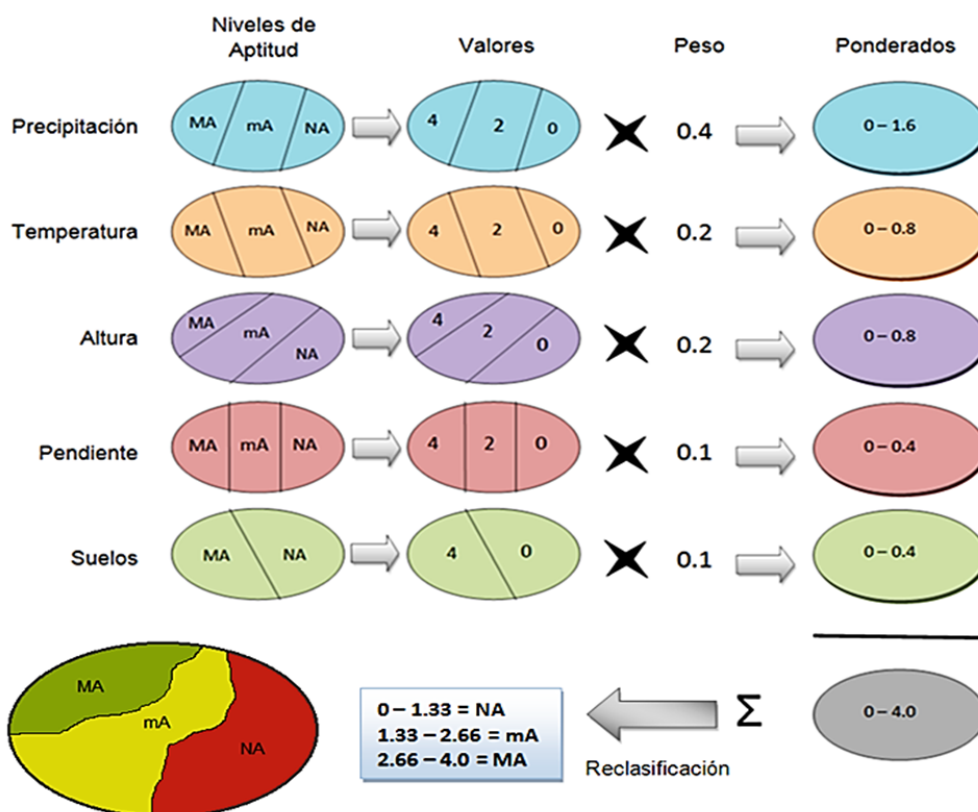 Niveles de
Aptitud
Valores
Peso
Ponderados
Precipitación
MA
mA
NA
4
2
0
0.4
0 – 1.6
Temperatura
MA
mA
NA
4
2
0
0.2
0 – 0.8
Altura
MA
mA
NA
4
2
0
0.2
0 – 0.8
Pendiente
MA
mA
NA
4
2
0
0.1
0 – 0.4
Suelos
MA
NA
4
0
0.1
0 – 0.4
MA
mA
NA
0 – 1.33 = NA
1.33 – 2.66 = mA
2.66 – 4.0 = MA
Reclasificación
Σ
0 – 4.0